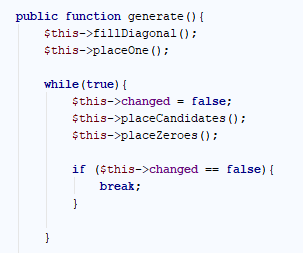 public function generate(){
$this->fillDiagonal();
$this->placeOne();
while(true){
$this->changed = false;
$this->placeCandidates();
$this->placeZeroes();
if ($this->changed == false){
break;
}
}